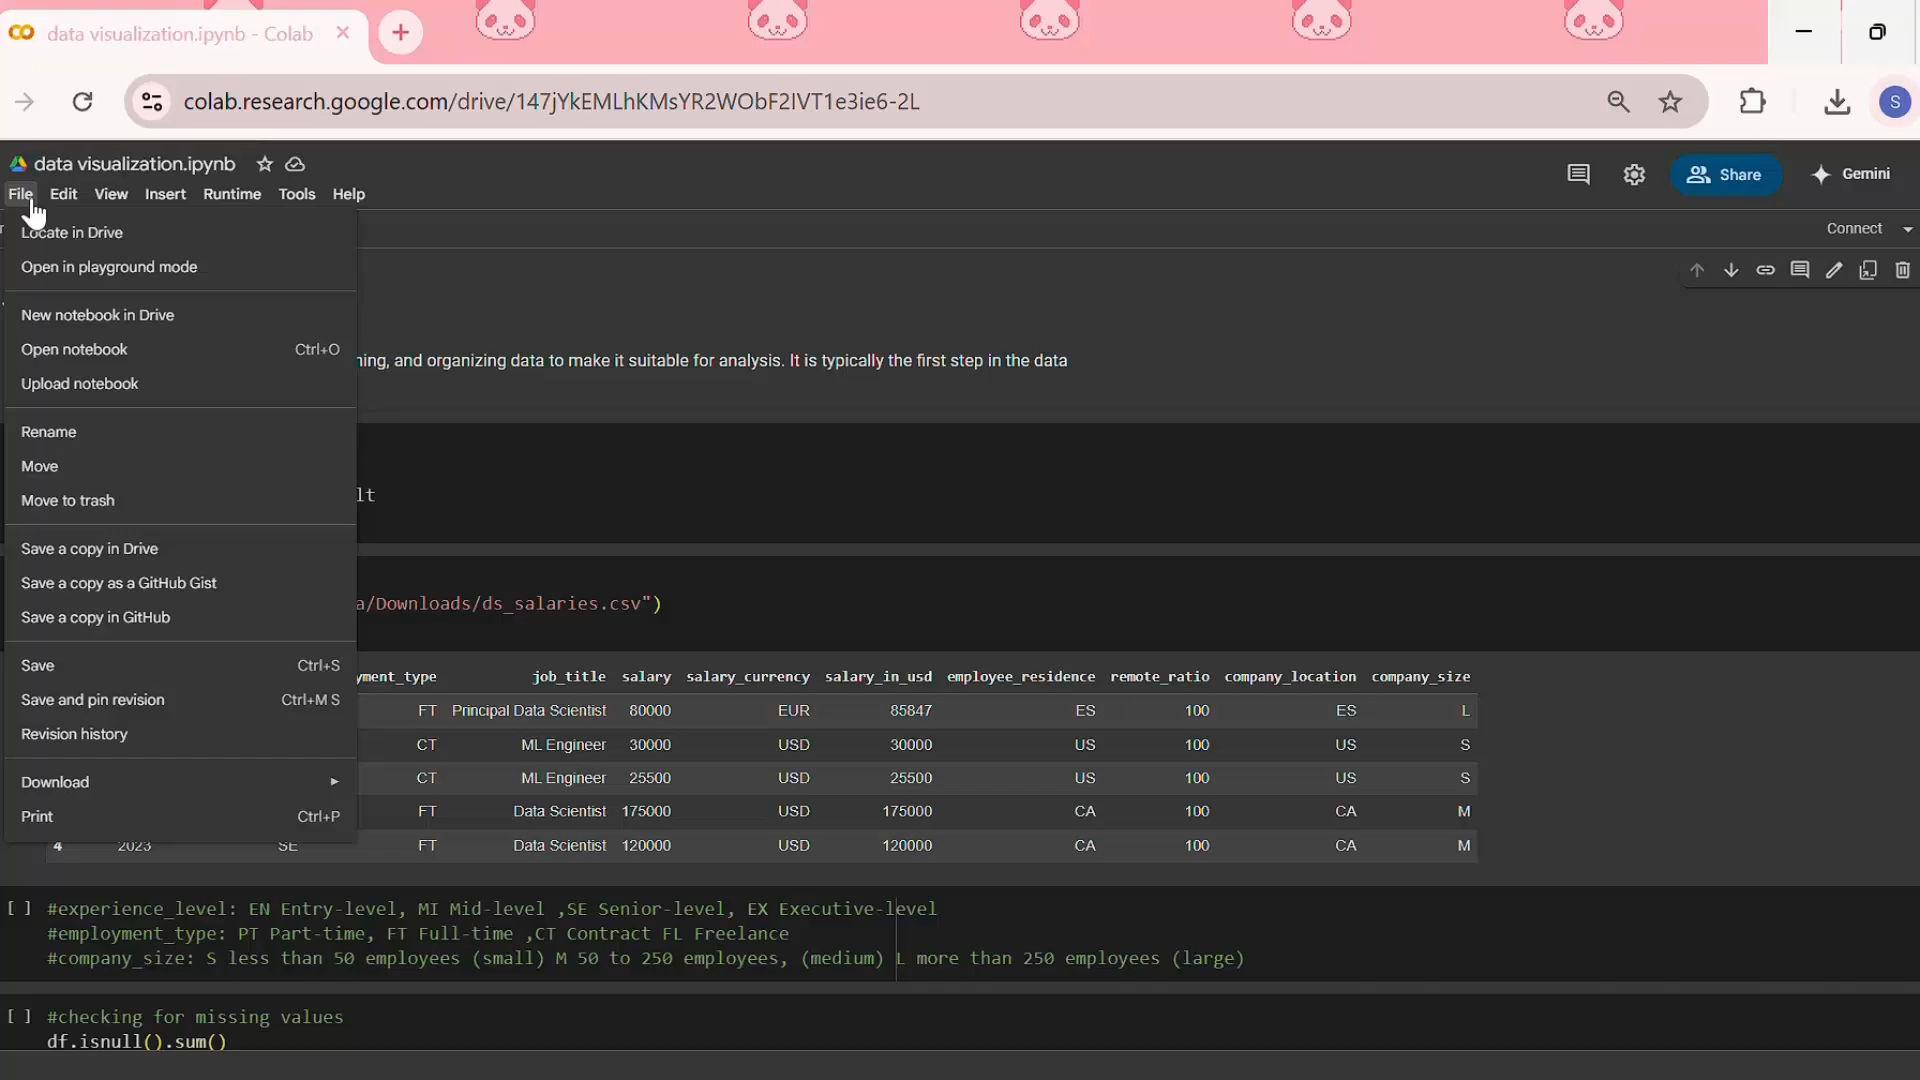 data visualization.ipynb - Colab
colab.research.google.com/drive/147jYkEMLhKMsYR2WObF2IVT1e3ie6-2L
S
data visualization.ipynb
Share
Gemini
File Edit View Insert Runtime Tools Help
Locate in Drive
Connect
Open in playground mode
New notebook in Drive
Open notebook Ctrl+O
ning, and organizing data to make it suitable for analysis. It is typically the first step in the data
Upload notebook
Rename
Move
Move to trash
lt
Save a copy in Drive
Save a copy as a GitHub Gist
a/Downloads/ds_salaries.csv")
Save a copy in GitHub
Save Ctrl+S
Save and pin revision Ctrl+M S
Revision history
Download
Print Ctrl+P
yment_type job_title salary salary_currency salary_in_usd employee_residence remote_ratio company_location company_size
FT Principal Data Scientist 80000 EUR 85847 ES 100 ES L
CT ML Engineer 30000 USD 30000 US 100 US S
CT ML Engineer 25500 USD 25500 US 100 US S
FT Data Scientist 175000 USD 175000 CA 100 CA M
4 2023 SE FT Data Scientist 120000 USD 120000 CA 100 CA M
[ ] #experience_level: EN Entry-level, MI Mid-level ,SE Senior-level, EX Executive-level
#employment_type: PT Part-time, FT Full-time ,CT Contract FL Freelance
#company_size: S less than 50 employees (small) M 50 to 250 employees, (medium) L more than 250 employees (large)
[ ] #checking for missing values
df.isnull().sum()